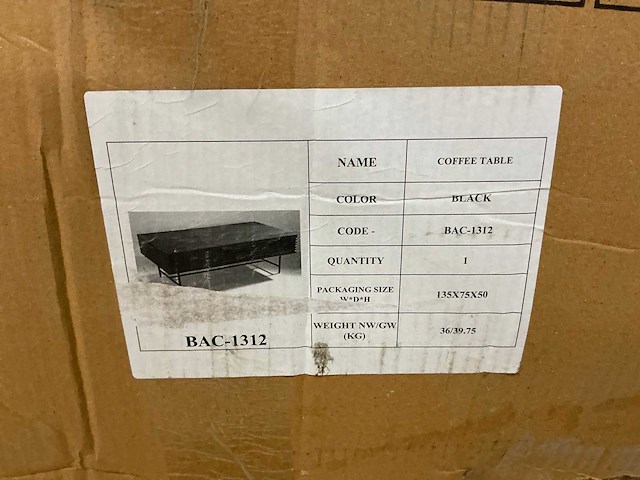 NAME COFFEE TABLE
COLOR BLACK
CODE - BAC-1312
QUANTITY 1
PACKAGING SIZE
W*D*H
135X75X50
WEIGHT NW/GW
(KG)
36/39.75
BAC-1312